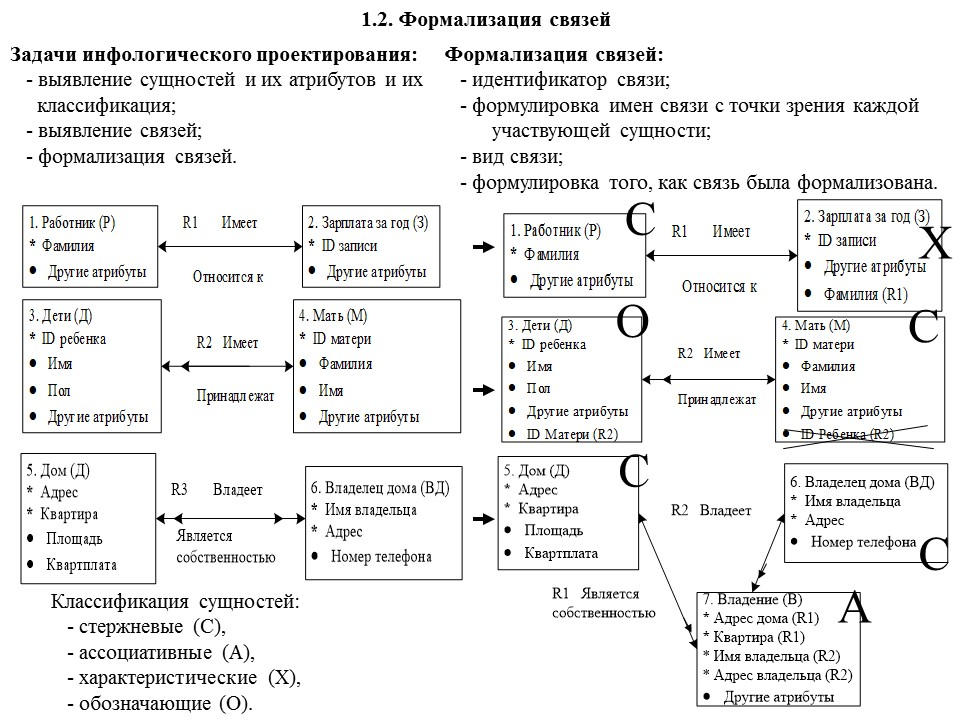 1.2. Формализация связей
Задачи инфологического проектирования:
- выявление сущностей и их атрибутов и их
классификация;
- выявление связей;
- формализация связей.
Формализация связей:
- идентификатор связи;
- формулировка имен связи с точки зрения каждой
участвующей сущности;
- вид связи;
- формулировка того, как связь была формализована.
1. Работник (Р)
* Фамилия
● Другие атрибуты
R1 Имеет
Относится к
2. Зарплата за год (З)
* ID записи
● Другие атрибуты
1. Работник (Р)
* Фамилия
● Другие атрибуты
С
R1 Имеет
Относится к
2. Зарплата за год (З)
* ID записи
● Другие атрибуты
● Фамилия (R1)
Х
3. Дети (Д)
* ID ребенка
● Имя
● Пол
● Другие атрибуты
R2 Имеет
Принадлежат
4. Мать (М)
* ID матери
● Фамилия
● Имя
● Другие атрибуты
3. Дети (Д)
* ID ребенка
● Имя
● Пол
● Другие атрибуты
● ID Матери (R2)
О
R2 Имеет
Принадлежат
4. Мать (М)
* ID матери
● Фамилия
● Имя
● Другие атрибуты
● ID Ребенка (R2)
С
5. Дом (Д)
* Адрес
* Квартира
● Площадь
● Квартплата
R3 Владеет
Является
собственностью
6. Владелец дома (ВД)
* Имя владельца
* Адрес
● Номер телефона
5. Дом (Д)
* Адрес
* Квартира
● Площадь
● Квартплата
С
R2 Владеет
6. Владелец дома (ВД)
* Имя владельца
* Адрес
● Номер телефона
С
R1 Является
собственностью
7. Владение (В)
* Адрес дома (R1)
* Квартира (R1)
* Имя владельца (R2)
* Адрес владельца (R2)
● Другие атрибуты
А
Классификация сущностей:
- стержневые (С),
- ассоциативные (А),
- характеристические (Х),
- обозначающие (О).